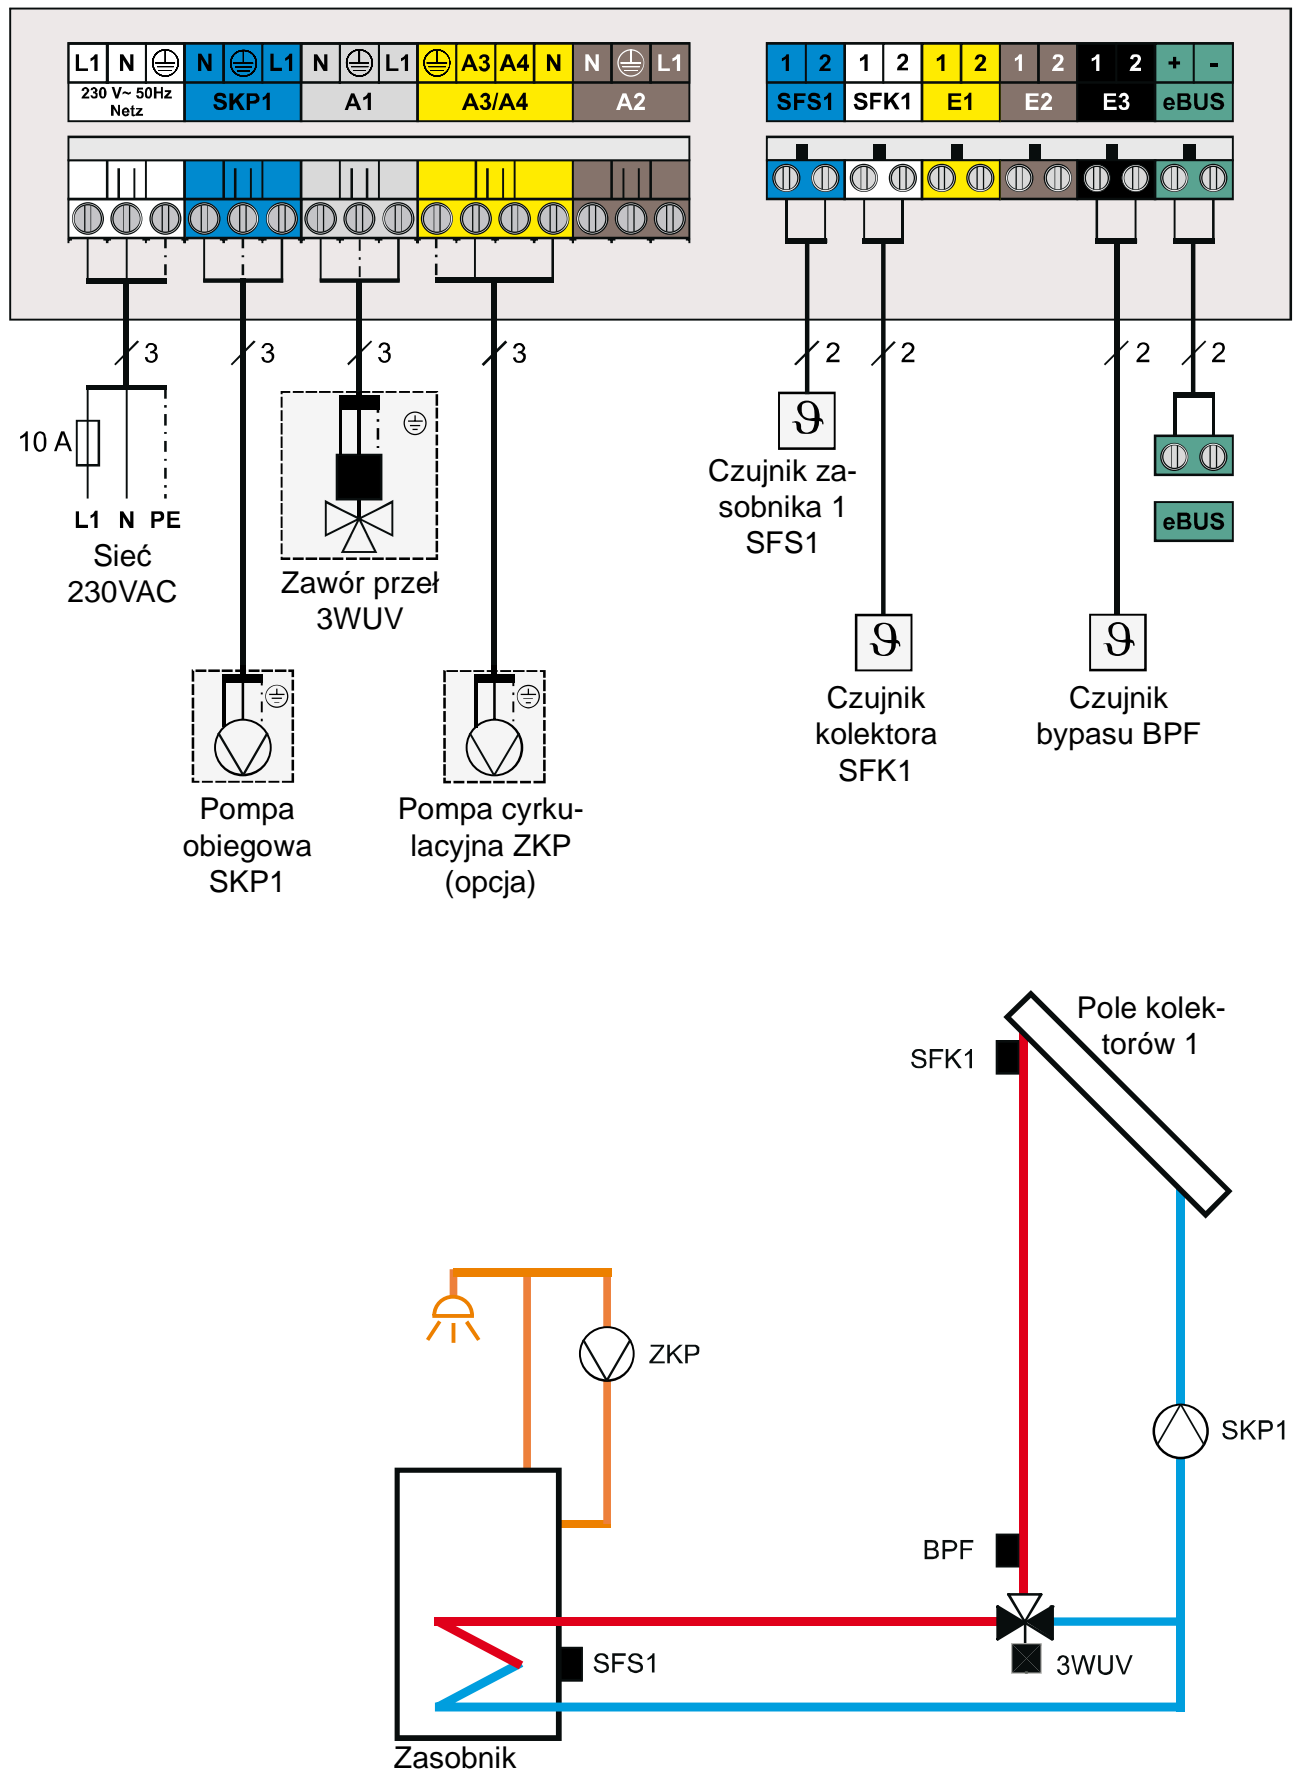 L1 N N L1 N L1 A3 A4 N N L1 1 2 1 2 1 2 1 2 1 2 + -
230 V~ 50Hz
Netz
SKP1 A1 A3/A4 A2 SFS1 SFK1 E1 E2 E3 eBUS
3 3 3 3 2 2 2 2
10 A
L1 N PE
Sieć
230VAC
Zawór przeł
3WUV
Czujnik za-
sobnika 1
SFS1
eBUS
Czujnik
kolektora
SFK1
Czujnik
bypasu BPF
Pompa
obiegowa
SKP1
Pompa cyrku-
lacyjna ZKP
(opcja)
Pole kolek-
torów 1
SFK1
ZKP
SKP1
BPF
SFS1
3WUV
Zasobnik